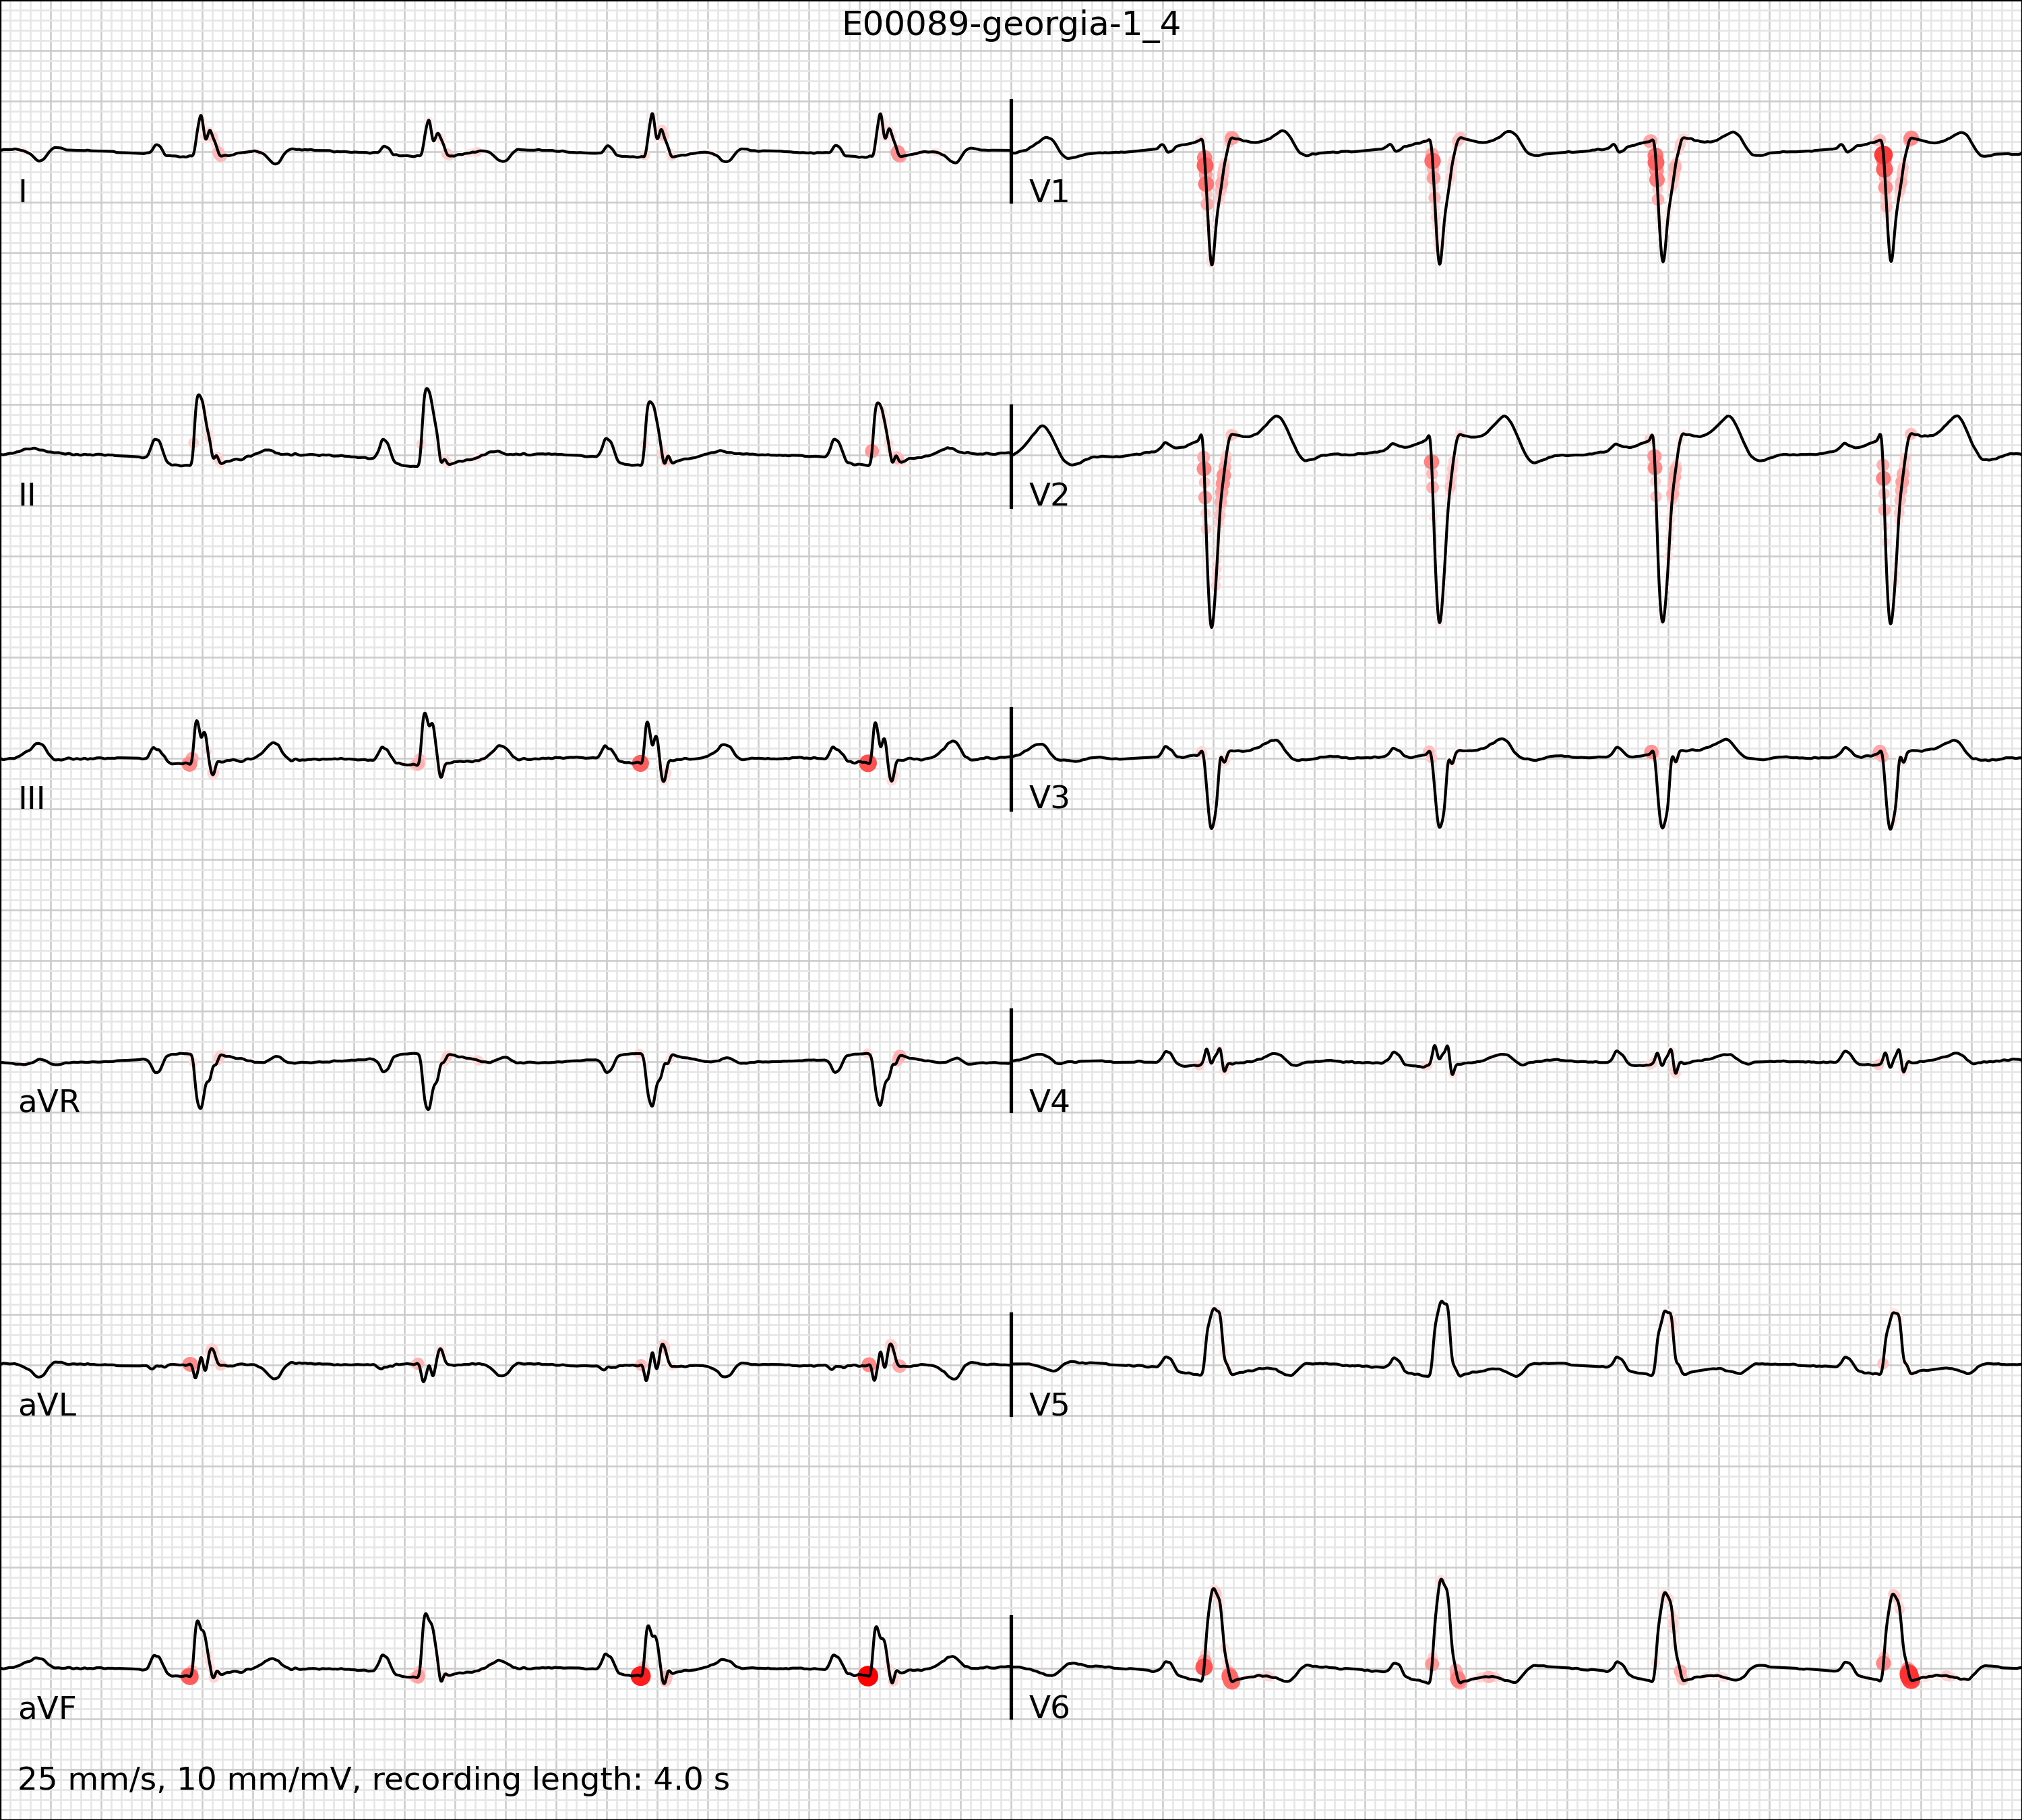 E00089-georgia-1_4
I
V1
II
V2
III
V3
aVR
V4
aVL
V5
aVF
V6
25 mm/s, 10 mm/mV, recording length: 4.0 s